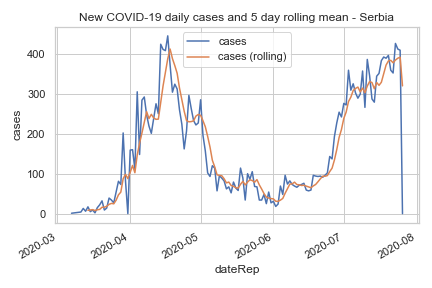 New COVID-19 daily cases and 5 day rolling mean - Serbia
cases
cases (rolling)
400
300
200
100
0
cases
2020-03
2020-04
2020-05
2020-06
2020-07
2020-08
dateRep